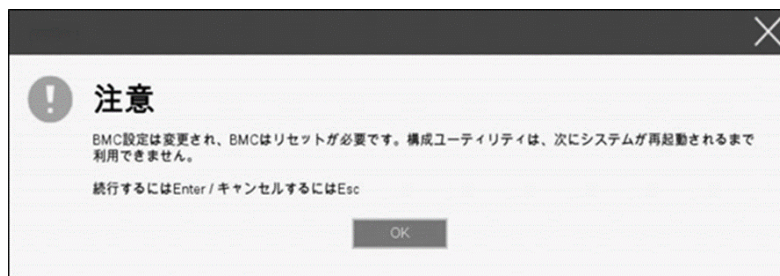 注意
BMC設定は変更され、BMCはリセットが必要です。構成ユーティリティは、次にシステムが再起動されるまで
利用できません。
続行するにはEnter / キャンセルするにはEsc
OK